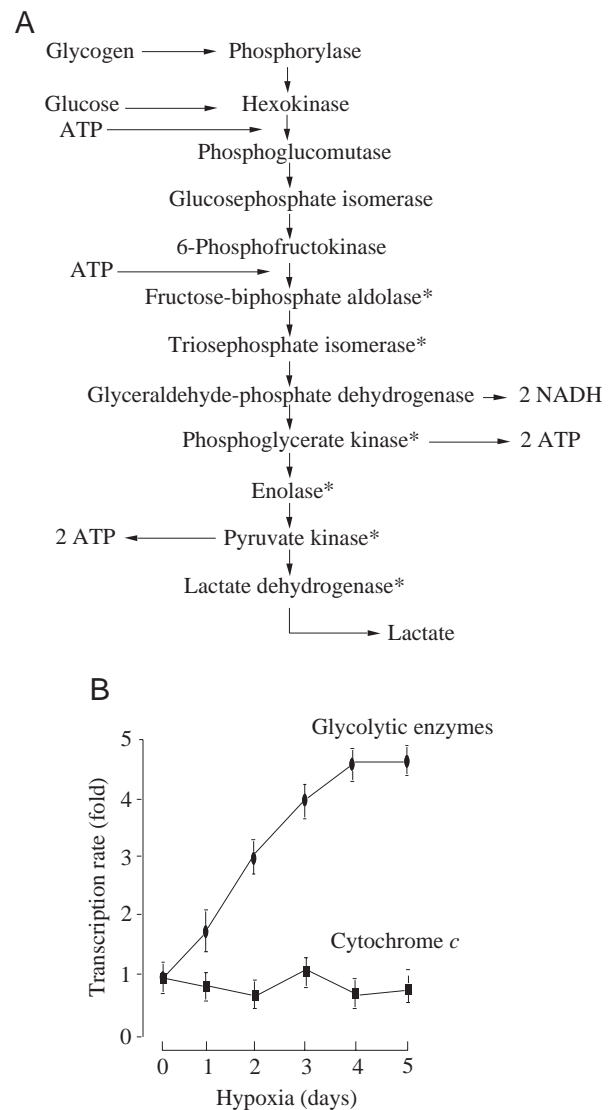 A
Glycogen Phosphorylase
Glucose Hexokinase
ATP
Phosphoglucomutase
Glucosephosphate isomerase
6-Phosphofructokinase
ATP
Fructose-biphosphate aldolase*
Triosephosphate isomerase*
Glyceraldehyde-phosphate dehydrogenase 2 NADH
Phosphoglycerate kinase* 2 ATP
Enolase*
2 ATP Pyruvate kinase*
Lactate dehydrogenase*
Lactate
B
Glycolytic enzymes
Cytochrome c
Transcription rate (fold)
5
4
3
2
1
0
0 1 2 3 4 5
Hypoxia (days)